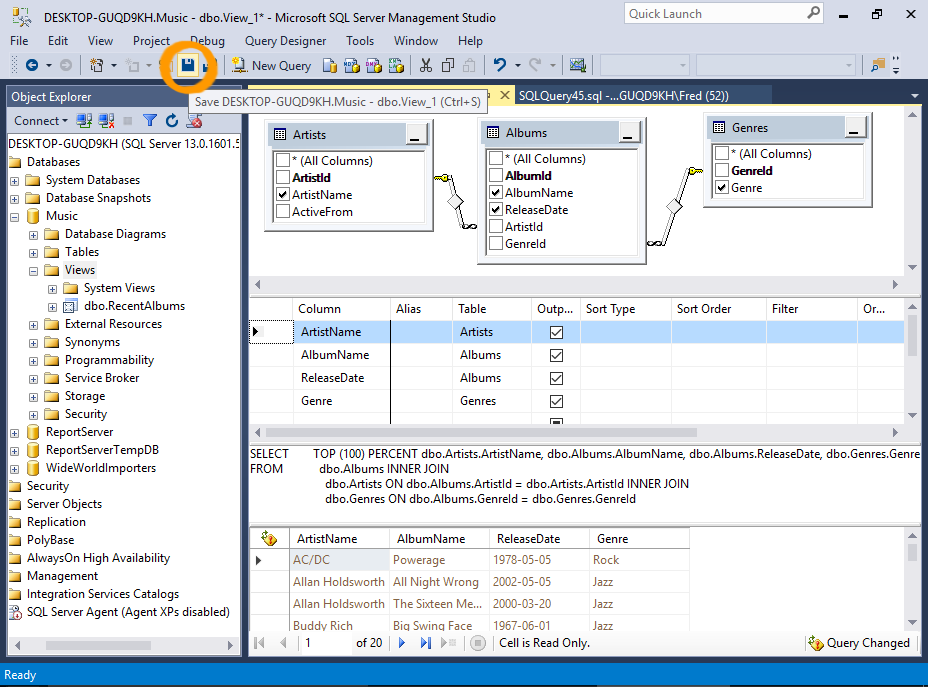 DESKTOP-GUQD9KH.Music - dbo.View_1* - Microsoft SQL Server Management Studio
Quick Launch
File Edit View Project Debug Query Designer Tools Window Help
New Query
Object Explorer
SQLQuery45.sql -...GUQD9KH\Fred (52))
Save DESKTOP-GUQD9KH.Music - dbo.View_1 (Ctrl+S)
Connect
DESKTOP-GUQD9KH (SQL Server 13.0.1601.5
Databases
System Databases
Database Snapshots
Music
Database Diagrams
Tables
Views
System Views
dbo.RecentAlbums
External Resources
Synonyms
Programmability
Service Broker
Storage
Security
ReportServer
ReportServerTempDB
WideWorldImporters
Security
Server Objects
Replication
PolyBase
AlwaysOn High Availability
Management
Integration Services Catalogs
SQL Server Agent (Agent XPs disabled)
Artists
* (All Columns)
ArtistId
ArtistName
ActiveFrom
Albums
* (All Columns)
AlbumId
AlbumName
ReleaseDate
ArtistId
GenreId
Genres
* (All Columns)
GenreId
Genre
Column Alias Table Outp... Sort Type Sort Order Filter Or...
ArtistName Artists
AlbumName Albums
ReleaseDate Albums
Genre Genres
SELECT TOP (100) PERCENT dbo.Artists.ArtistName, dbo.Albums.AlbumName, dbo.Albums.ReleaseDate, dbo.Genres.Genre
FROM dbo.Albums INNER JOIN
dbo.Artists ON dbo.Albums.ArtistId = dbo.Artists.ArtistId INNER JOIN
dbo.Genres ON dbo.Albums.GenreId = dbo.Genres.GenreId
ArtistName AlbumName ReleaseDate Genre
AC/DC Powerage 1978-05-05 Rock
Allan Holdsworth All Night Wrong 2002-05-05 Jazz
Allan Holdsworth The Sixteen Me... 2000-03-20 Jazz
Buddy Rich Big Swing Face 1967-06-01 Jazz
1 of 20 Cell is Read Only. Query Changed
Ready